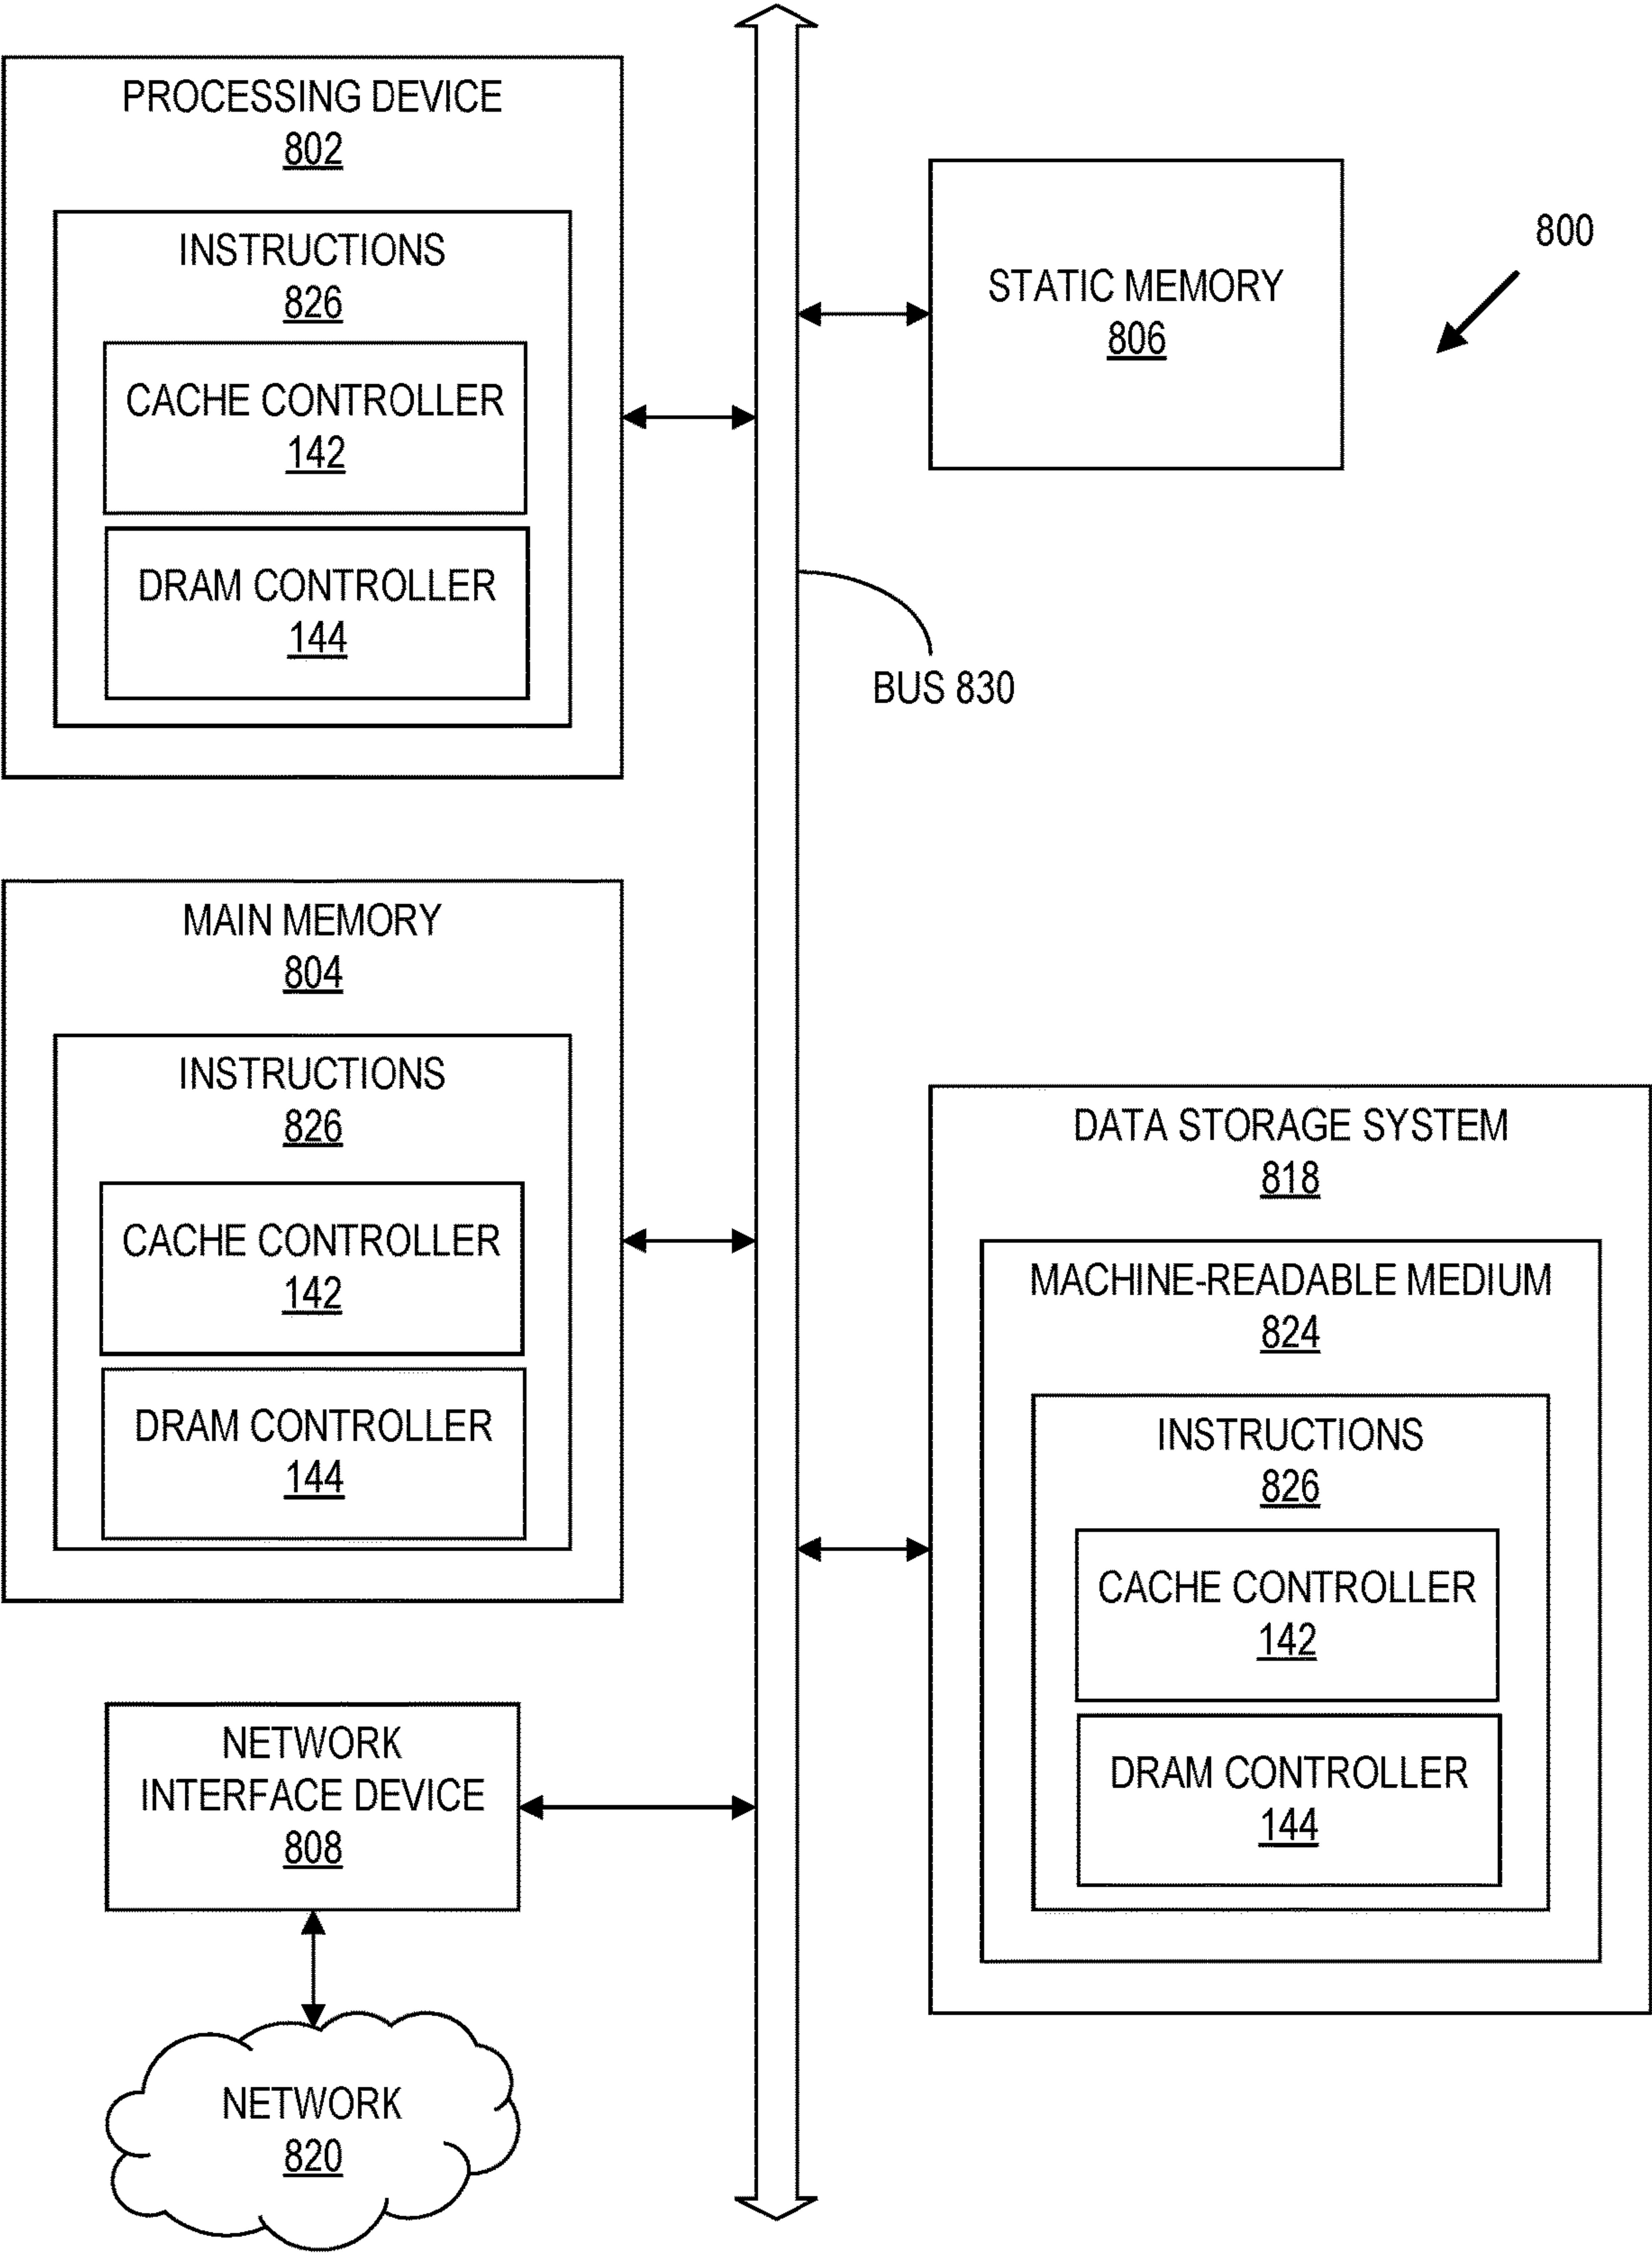 PROCESSING DEVICE
802
INSTRUCTIONS
826
CACHE CONTROLLER
142
DRAM CONTROLLER
144
STATIC MEMORY
806
800
BUS 830
MAIN MEMORY
804
INSTRUCTIONS
826
CACHE CONTROLLER
142
DRAM CONTROLLER
144
DATA STORAGE SYSTEM
818
MACHINE-READABLE MEDIUM
824
INSTRUCTIONS
826
CACHE CONTROLLER
142
DRAM CONTROLLER
144
NETWORK
INTERFACE DEVICE
808
NETWORK
820